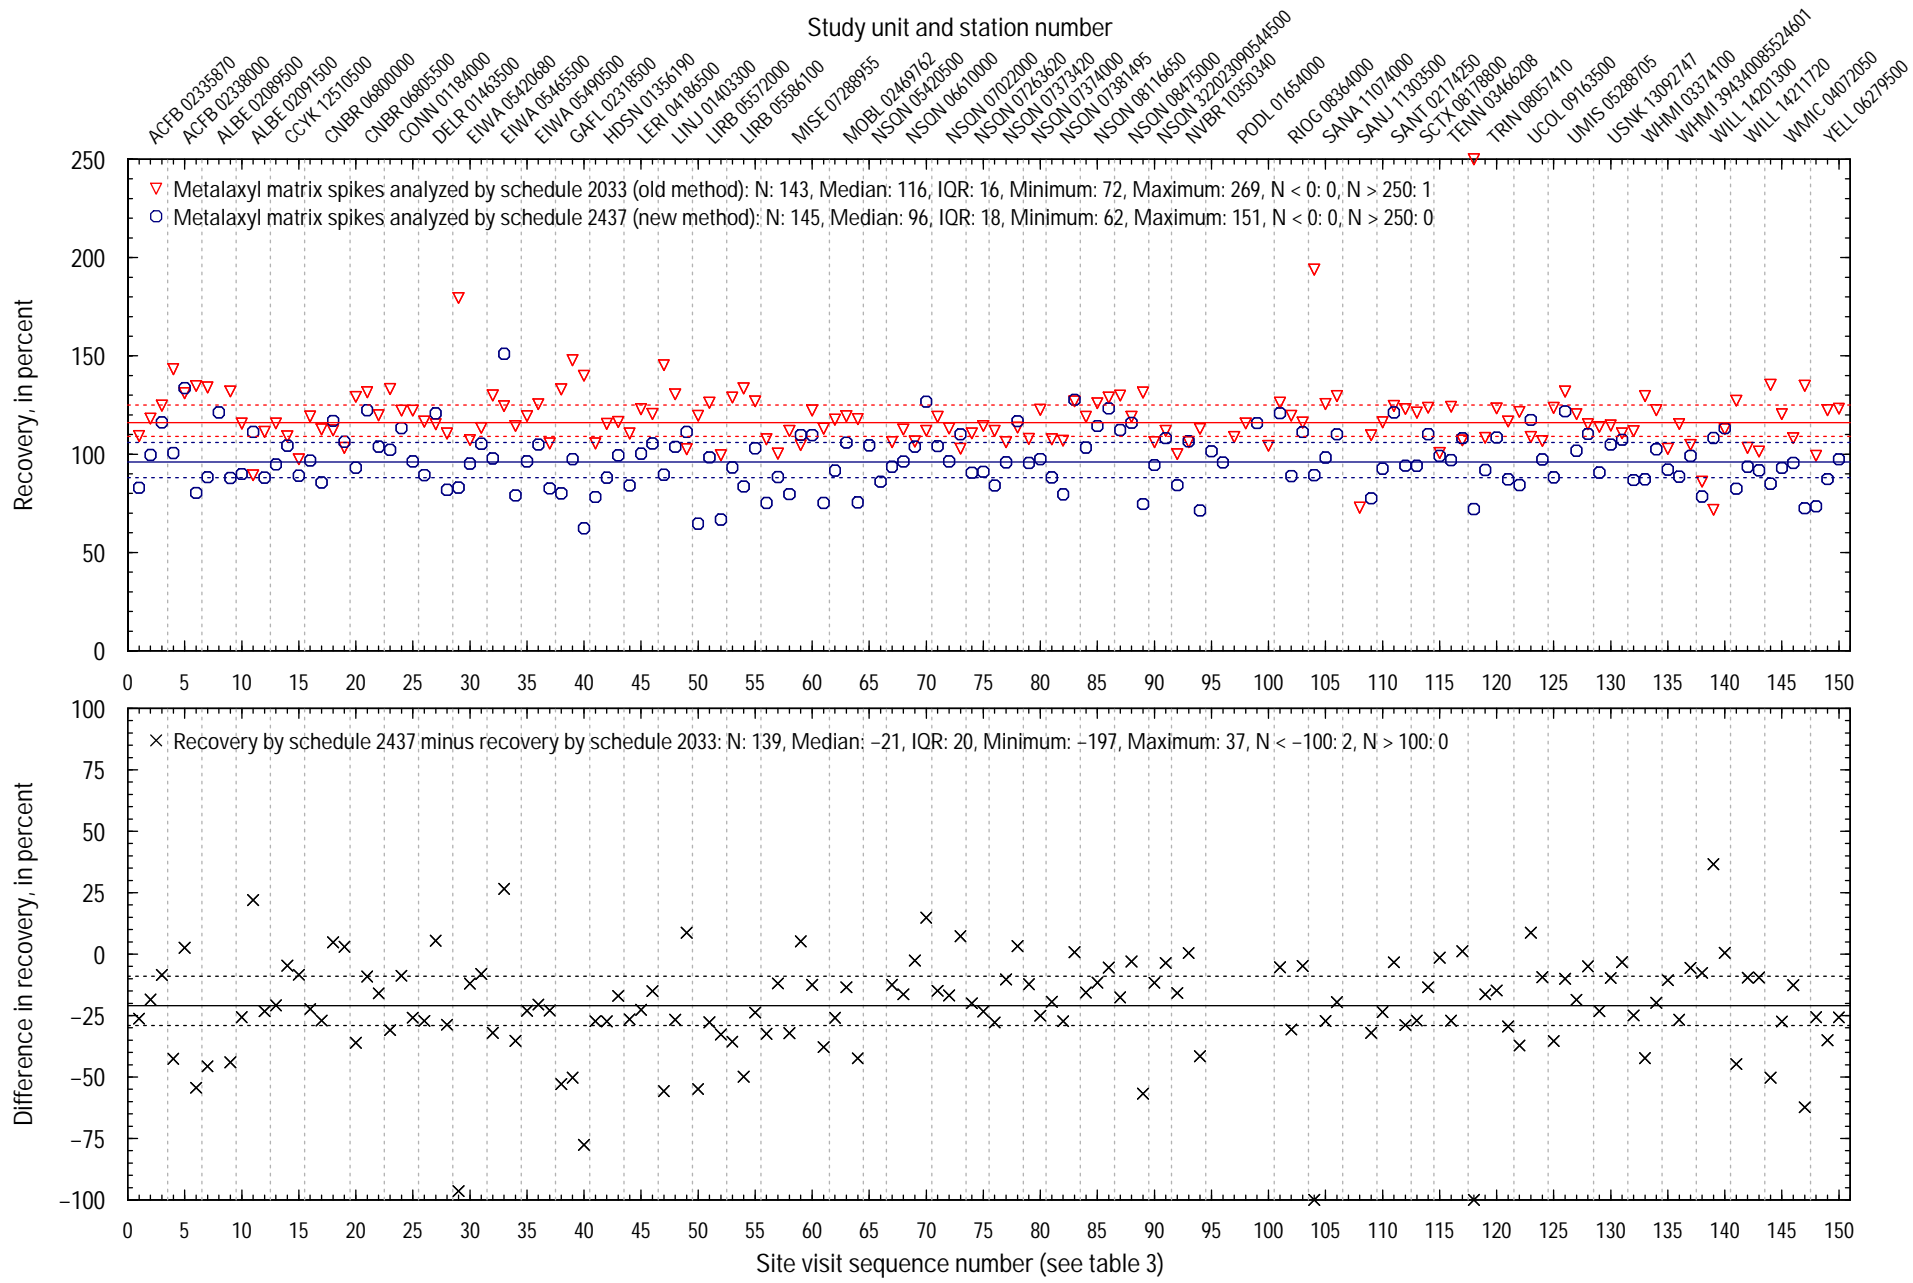 Study unit and station number
ACFB 02335870
ACFB 02338000
ALBE 02089500
ALBE 02091500
CCYK 12510500
CNBR 06800000
CNBR 06805500
CONN 01184000
DELR 01463500
EIWA 05420680
EIWA 05465500
EIWA 05490500
GAFL 02318500
HDSN 01356190
LERI 04186500
LINJ 01403300
LIRB 05572000
LIRB 05586100
MISE 07288955
MOBL 02469762
NSON 05420500
NSON 06610000
NSON 07022000
NSON 07263620
NSON 07373420
NSON 07374000
NSON 07381495
NSON 08116650
NSON 08475000
NSON 322023090544500
NVBR 10350340
PODL 01654000
RIOG 08364000
SANA 11074000
SANJ 11303500
SANT 02174250
SCTX 08178800
TENN 03466208
TRIN 08057410
UCOL 09163500
UMIS 05288705
USNK 13092747
WHMI 03374100
WHMI 394340085524601
WILL 14201300
WILL 14211720
WMIC 04072050
YELL 06279500
Recovery, in percent
250
200
150
100
50
0
Metalaxyl matrix spikes analyzed by schedule 2033 (old method): N: 143, Median: 116, IQR: 16, Minimum: 72, Maximum: 269, N < 0: 0, N > 250: 1
Metalaxyl matrix spikes analyzed by schedule 2437 (new method): N: 145, Median: 96, IQR: 18, Minimum: 62, Maximum: 151, N < 0: 0, N > 250: 0
0 5 10 15 20 25 30 35 40 45 50 55 60 65 70 75 80 85 90 95 100 105 110 115 120 125 130 135 140 145 150
Difference in recovery, in percent
100
75
50
25
0
−25
−50
−75
−100
Recovery by schedule 2437 minus recovery by schedule 2033: N: 139, Median: −21, IQR: 20, Minimum: −197, Maximum: 37, N < −100: 2, N > 100: 0
0 5 10 15 20 25 30 35 40 45 50 55 60 65 70 75 80 85 90 95 100 105 110 115 120 125 130 135 140 145 150
Site visit sequence number (see table 3)